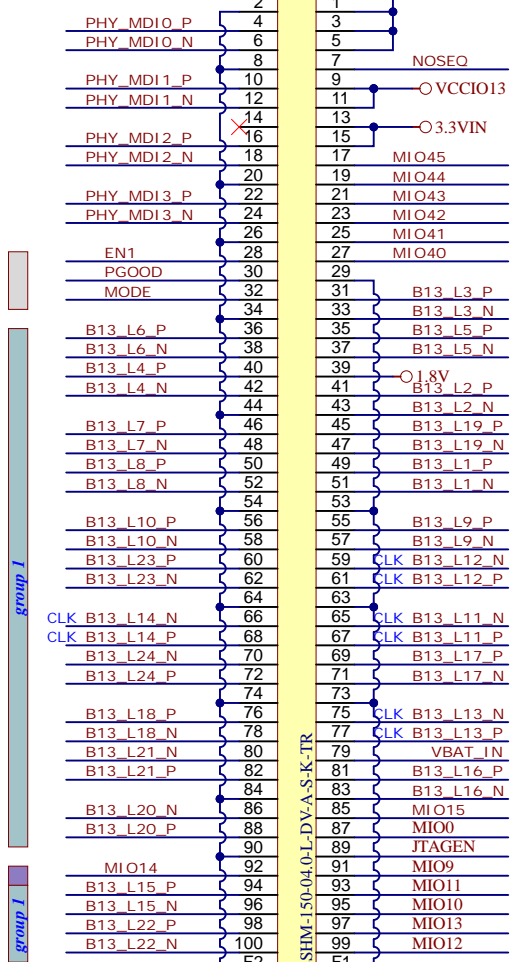 2 1
PHY_MDI0_P 4 3
PHY_MDI0_N 6 5
8 7 NOSEQ
PHY_MDI1_P 10 9 VCCIO13
PHY_MDI1_N 12 11
14 13 3.3VIN
PHY_MDI2_P 16 15
PHY_MDI2_N 18 17 MIO45
20 19 MIO44
PHY_MDI3_P 22 21 MIO43
PHY_MDI3_N 24 23 MIO42
26 25 MIO41
EN1 28 27 MIO40
PGOOD 30 29
MODE 32 31 B13_L3_P
34 33 B13_L3_N
B13_L6_P 36 35 B13_L5_P
B13_L6_N 38 37 B13_L5_N
B13_L4_P 40 39 1.8V
B13_L4_N 42 41 B13_L2_P
44 43 B13_L2_N
B13_L7_P 46 45 B13_L19_P
B13_L7_N 48 47 B13_L19_N
B13_L8_P 50 49 B13_L1_P
B13_L8_N 52 51 B13_L1_N
54 53
B13_L10_P 56 55 B13_L9_P
B13_L10_N 58 57 B13_L9_N
B13_L23_P 60 59 CLK B13_L12_N
B13_L23_N 62 61 CLK B13_L12_P
64 63
CLK B13_L14_N 66 65 CLK B13_L11_N
CLK B13_L14_P 68 67 CLK B13_L11_P
B13_L24_N 70 69 B13_L17_P
B13_L24_P 72 71 B13_L17_N
74 73
B13_L18_P 76 75 CLK B13_L13_N
B13_L18_N 78 77 CLK B13_L13_P
B13_L21_N 80 79 VBAT_IN
B13_L21_P 82 81 B13_L16_P
84 83 B13_L16_N
B13_L20_N 86 85 MIO15
B13_L20_P 88 87 MIO0
90 89 JTAGEN
MIO14 92 91 MIO9
B13_L15_P 94 93 MIO11
B13_L15_N 96 95 MIO10
B13_L22_P 98 97 MIO13
B13_L22_N 100 99 MIO12
group 1
group 1
SHM-150-04.0-L-DV-A-S-K-TR